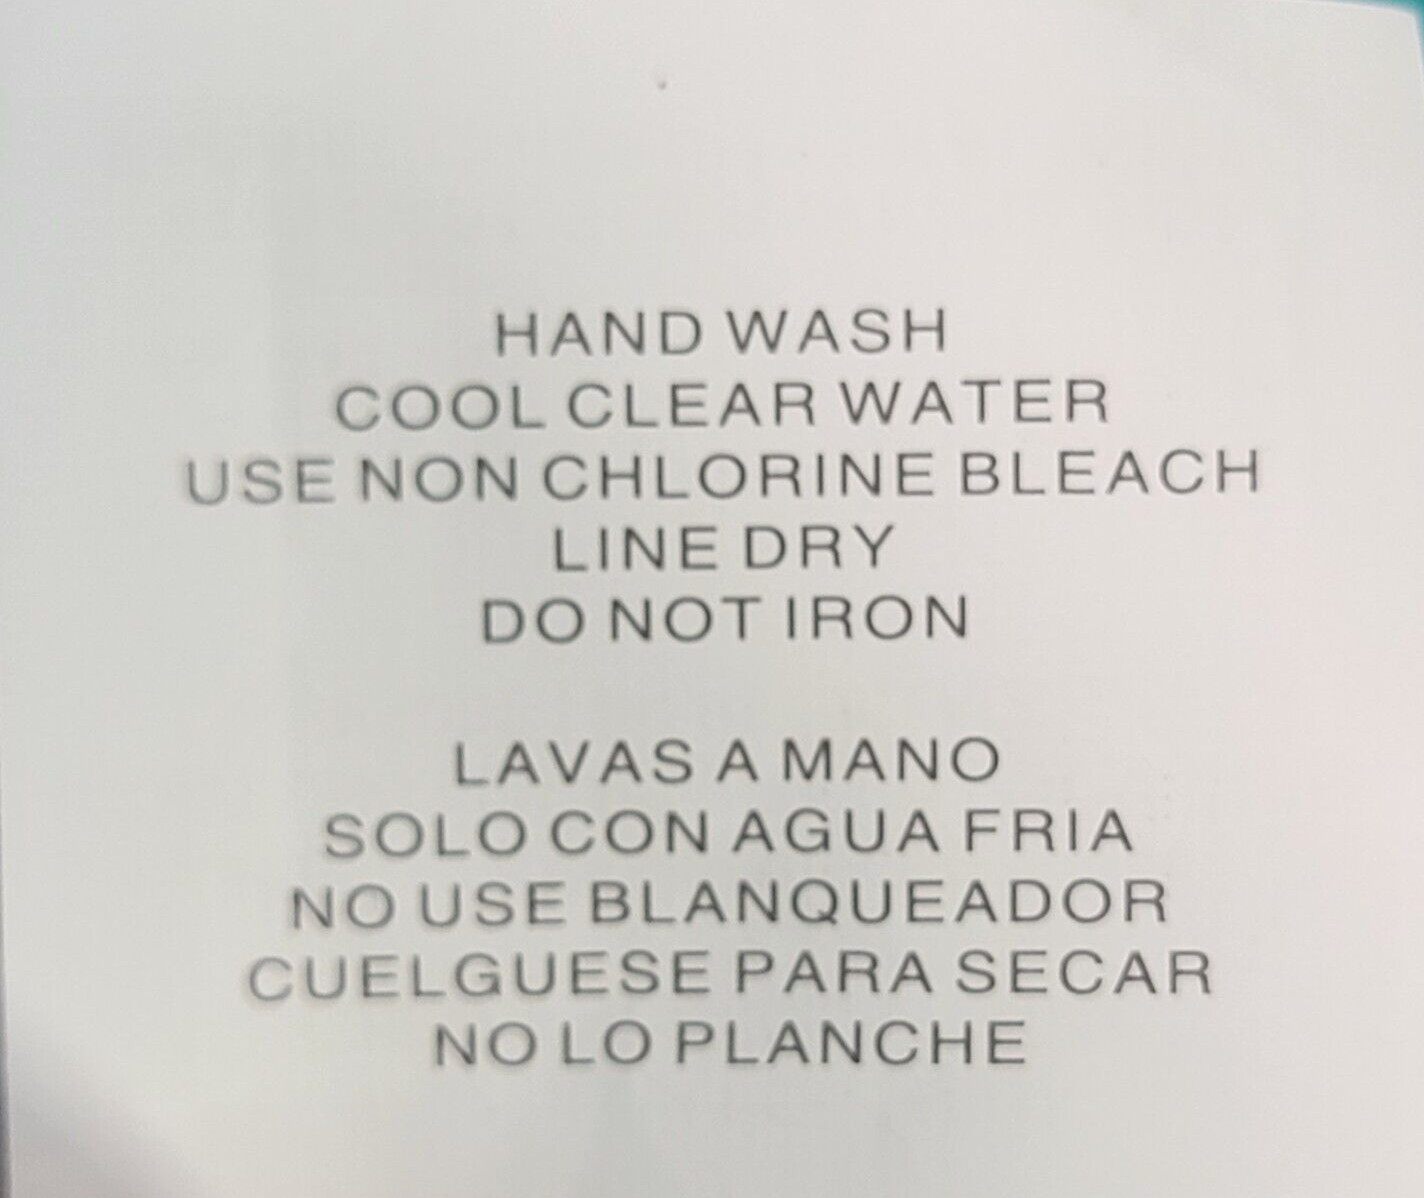 HAND WASH
COOL CLEAR WATER
USE NON CHLORINE BLEACH
LINE DRY
DO NOT IRON
LAVAS A MANO
SOLO CON AGUA FRIA
NO USE BLANQUEADOR
CUELGUESE PARA SECAR
NO LO PLANCHE